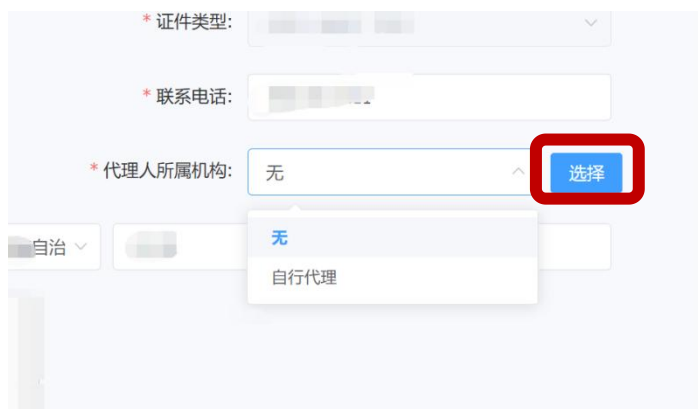 * 证件类型:
* 联系电话:
* 代理人所属机构: 无 选择
无
自治
自行代理